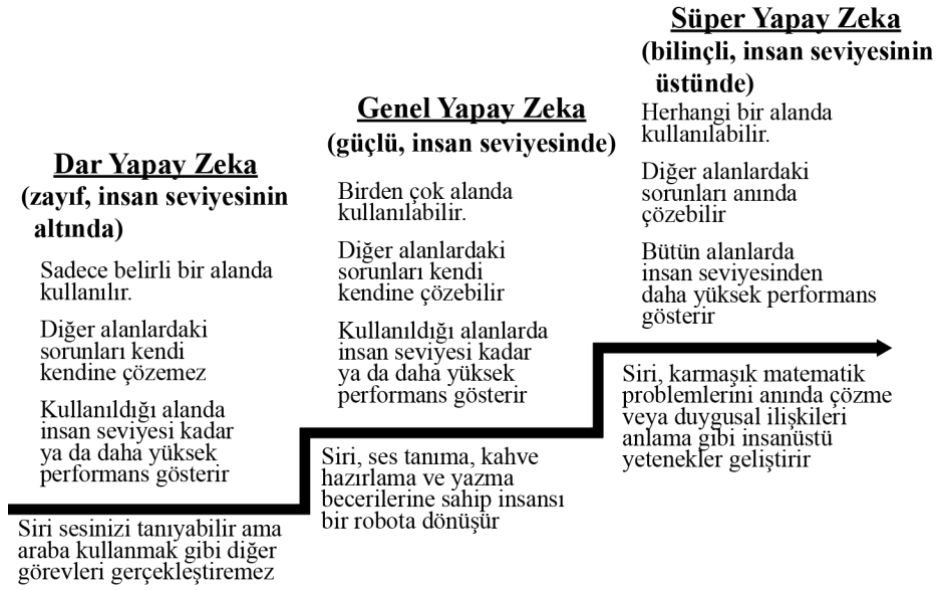 Dar Yapay Zeka
(zayıf, insan seviyesinin
altında)
Sadece belirli bir alanda
kullanılır.
Diğer alanlardaki
sorunları kendi
kendine çözemez
Kullanıldığı alanda
insan seviyesi kadar
ya da daha yüksek
performans gösterir
Siri sesinizi tanıyabilir ama
araba kullanmak gibi diğer
görevleri gerçekleştiremez
Genel Yapay Zeka
(güçlü, insan seviyesinde)
Birden çok alanda
kullanılabilir.
Diğer alanlardaki
sorunları kendi
kendine çözebilir
Kullanıldığı alanlarda
insan seviyesi kadar
ya da daha yüksek
performans gösterir
Siri, ses tanıma, kahve
hazırlama ve yazma
becerilerine sahip insansı
bir robota dönüşür
Süper Yapay Zeka
(bilinçli, insan seviyesinin
üstünde)
Herhangi bir alanda
kullanılabilir.
Diğer alanlardaki
sorunları anında
çözebilir
Bütün alanlarda
insan seviyesinden
daha yüksek performans
gösterir
Siri, karmaşık matematik
problemlerini anında çözme
veya duygusal ilişkileri
anlama gibi insanüstü
yetenekler geliştirir